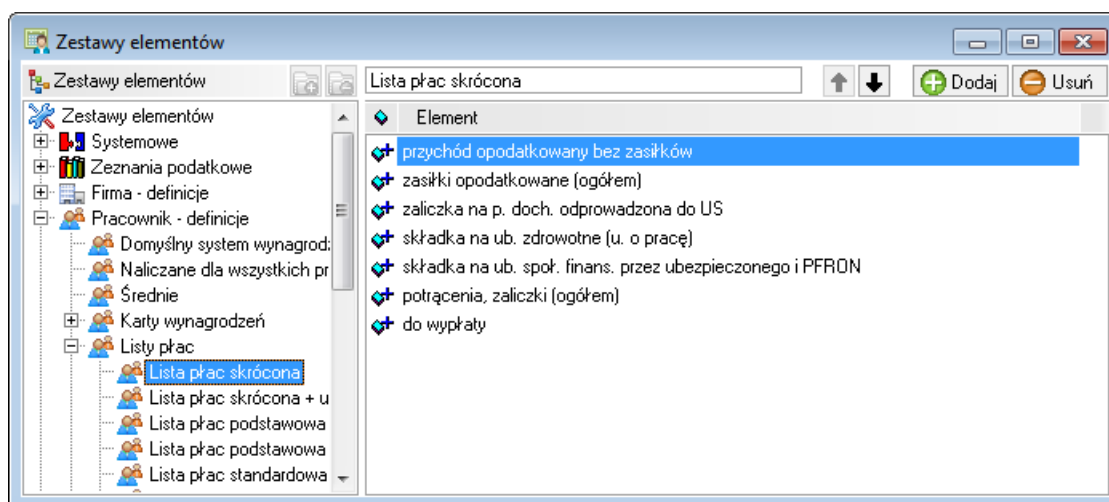 Zestawy elementów
Zestawy elementów
Lista płac skrócona
Dodaj
Usuń
Zestawy elementów
Systemowe
Zeznania podatkowe
Firma - definicje
Pracownik - definicje
Domyślny system wynagrodz
Naliczane dla wszystkich pr
Średnie
Karty wynagrodzeń
Listy płac
Lista płac skrócona
Lista płac skrócona + u
Lista płac podstawowa
Lista płac podstawowa
Lista płac standardowa
Element
przychód opodatkowany bez zasiłków
zasiłki opodatkowane (ogółem)
zaliczka na p. doch. odprowadzona do US
składka na ub. zdrowotne (u. o pracę)
składka na ub. społ. finans. przez ubezpieczonego i PFRON
potrącenia, zaliczki (ogółem)
do wypłaty